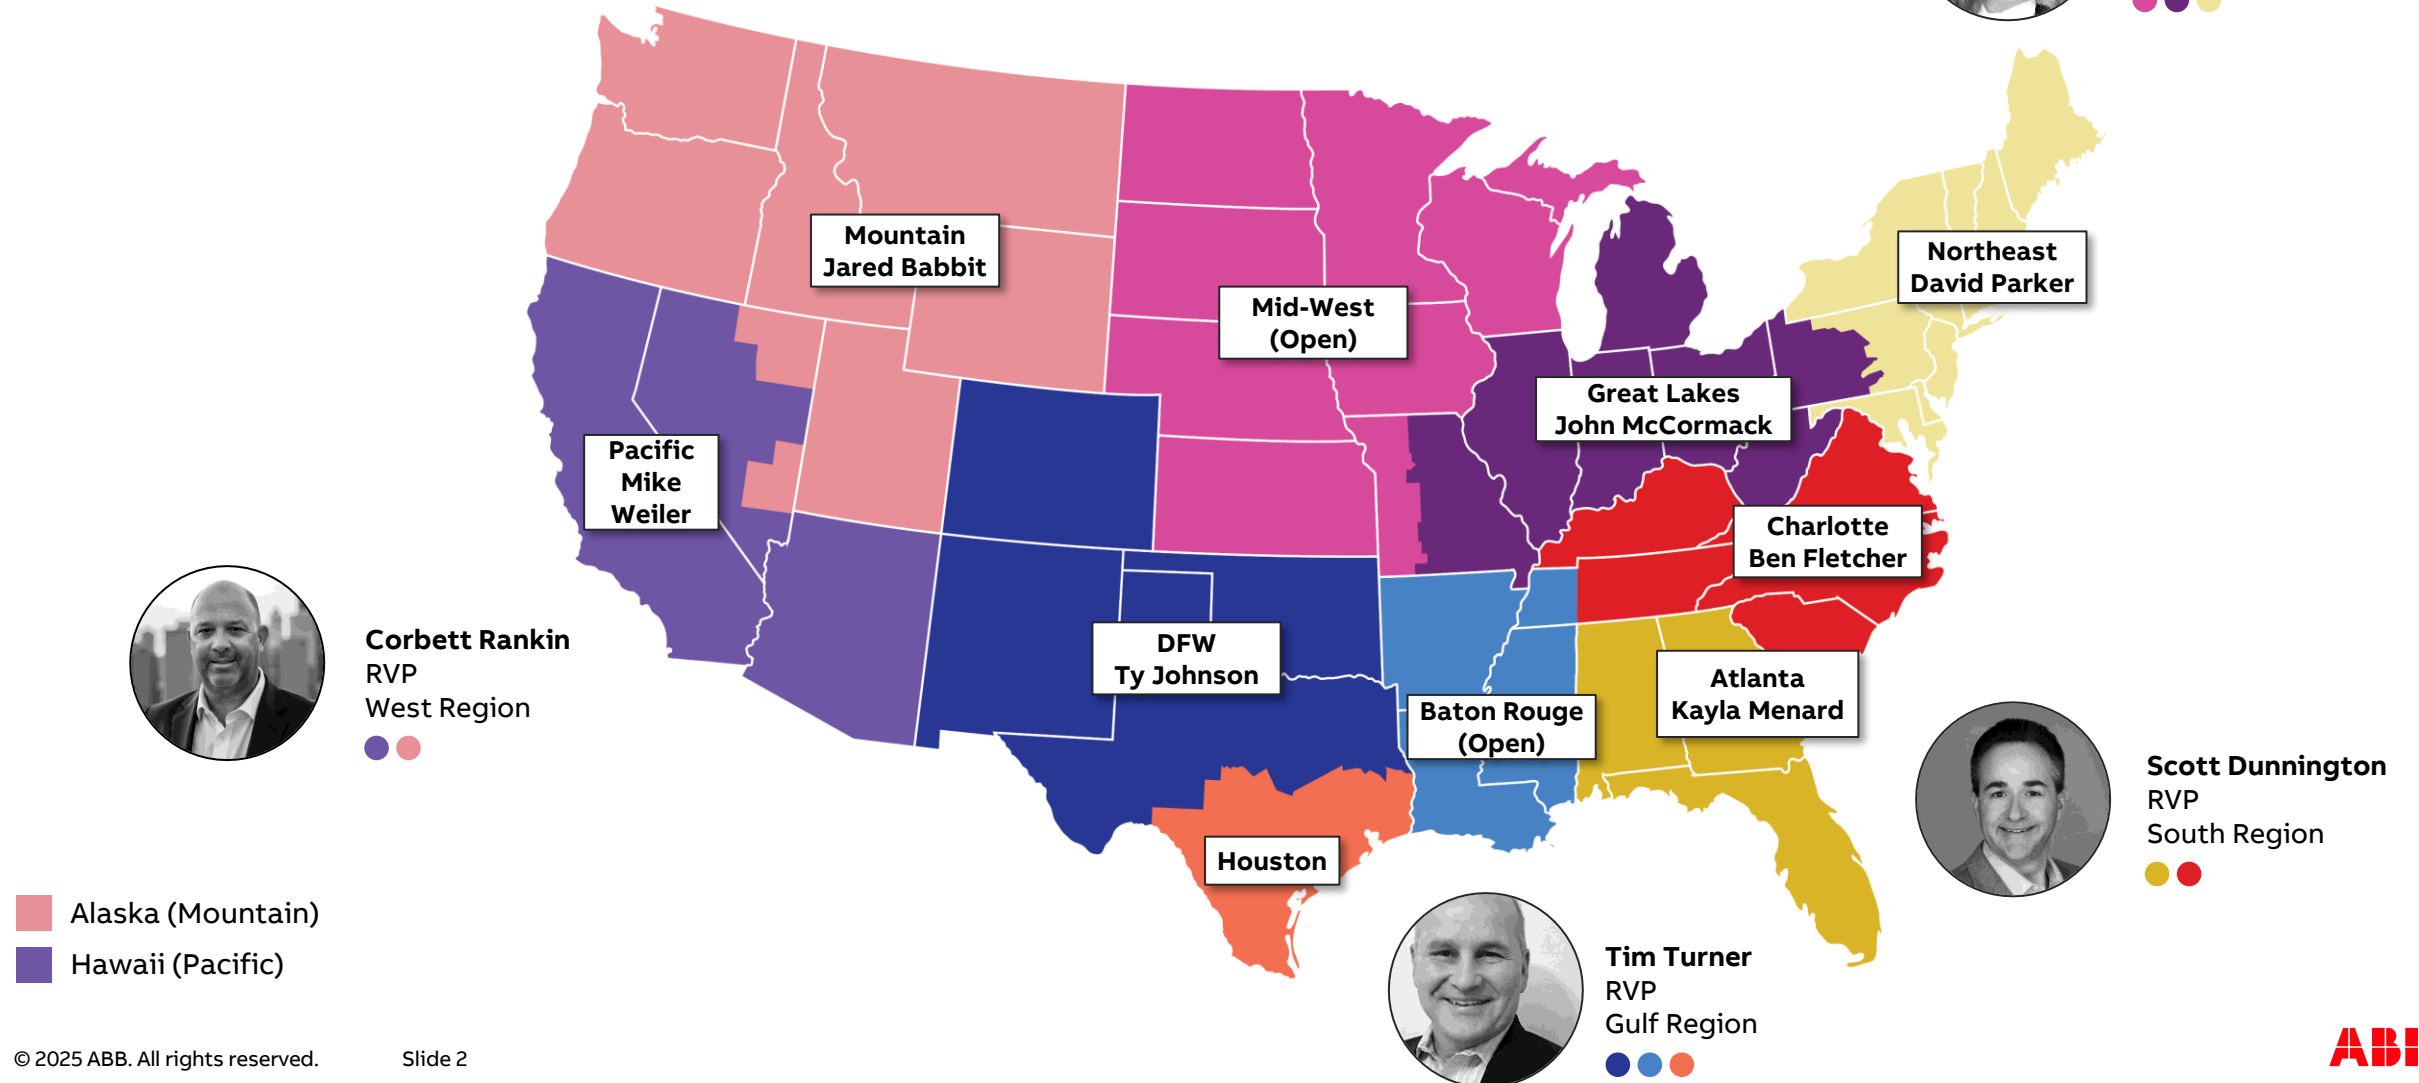 Mountain
Jared Babbit
Northeast
David Parker
Mid-West
(Open)
Great Lakes
John McCormack
Pacific
Mike
Weiler
Charlotte
Ben Fletcher
DFW
Ty Johnson
Atlanta
Kayla Menard
Baton Rouge
(Open)
Houston
Corbett Rankin
RVP
West Region
Scott Dunnington
RVP
South Region
Tim Turner
RVP
Gulf Region
Alaska (Mountain)
Hawaii (Pacific)
© 2025 ABB. All rights reserved.
Slide 2
ABB